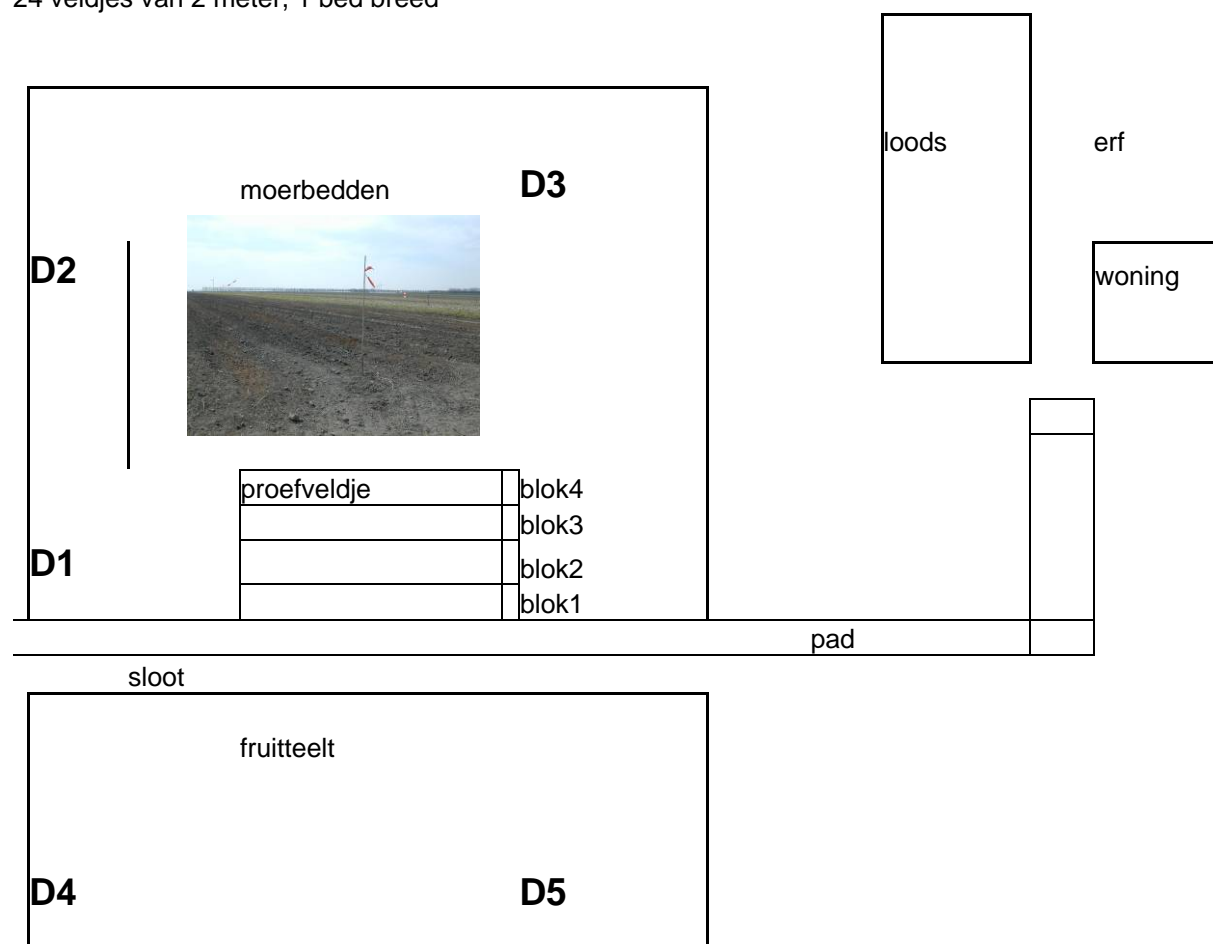 24 veldjes van 2 meter, 1 bed breed
loods
erf
moerbedden
D3
D2
woning
proefveldje
blok4
blok3
D1
blok2
blok1
pad
sloot
fruitteelt
D4
D5